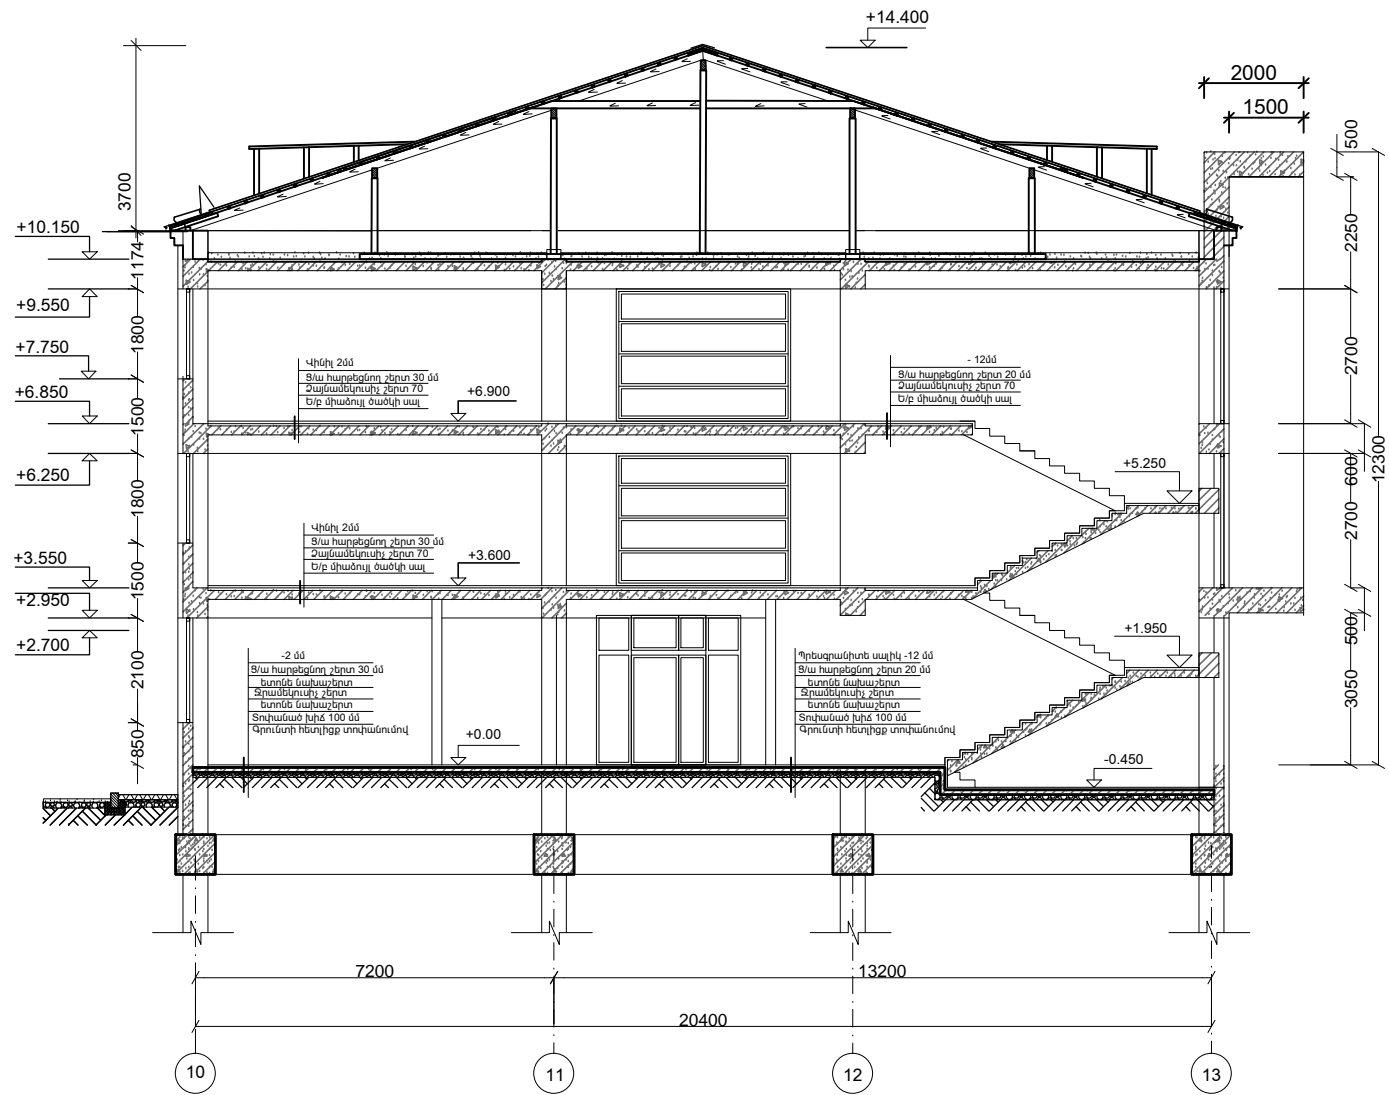 +14.400
2000
1500
500
3700
+10.150
1174
2250
+9.550
1800
2700
12300
+7.750
Վինիլ 2մմ
Ց/ա հարթեցնող շերտ 30 մմ
Ձայնամեկուսիչ շերտ 70
Ե/բ միաձույլ ծածկի սալ
- 12մմ
Ց/ա հարթեցնող շերտ 20 մմ
Ձայնամեկուսիչ շերտ 70
Ե/բ միաձույլ ծածկի սալ
+6.850
+6.900
1500
+6.250
600
+5.250
1800
2700
Վինիլ 2մմ
Ց/ա հարթեցնող շերտ 30 մմ
Ձայնամեկուսիչ շերտ 70
Ե/բ միաձույլ ծածկի սալ
+3.550
+3.600
1500
+2.950
500
+1.950
+2.700
2100
3050
-2 մմ
Ց/ա հարթեցնող շերտ 30 մմ
ետոնե նախաշերտ
Ջրամեկուսիչ շերտ
ետոնե նախաշերտ
Տոփանած խիճ 100 մմ
Գրունտի հետլիցք տոփանումով
Պրեսգրանիտե սալիկ -12 մմ
Ց/ա հարթեցնող շերտ 20 մմ
ետոնե նախաշերտ
Ջրամեկուսիչ շերտ
ետոնե նախաշերտ
Տոփանած խիճ 100 մմ
Գրունտի հետլիցք տոփանումով
850
+0.00
-0.450
7200
13200
20400
10
11
12
13